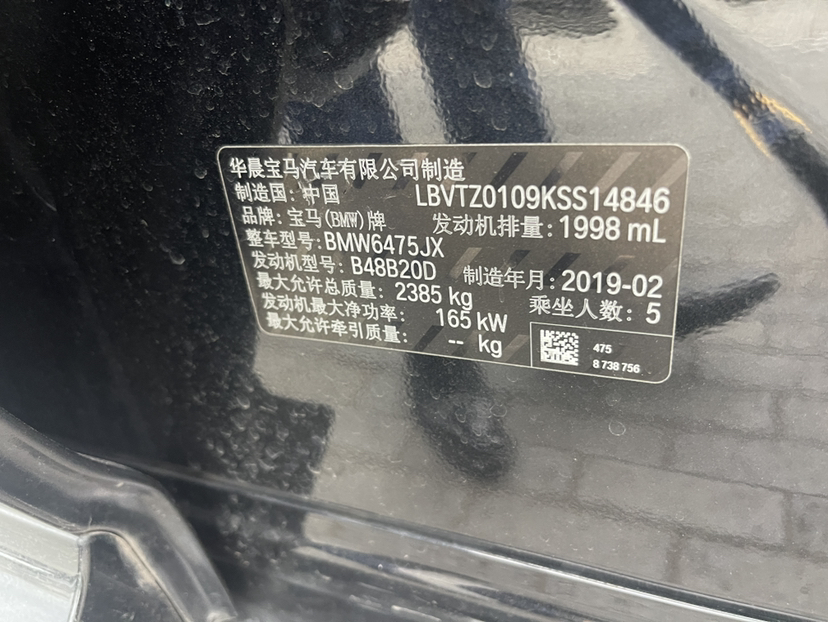 华晨宝马汽车有限公司制造
制造国: 中国 LBVTZ0109KSS14846
品牌: 宝马(BMW)牌 发动机排量: 1998 mL
整车型号: BMW6475JX
发动机型号: B48B20D 制造年月: 2019-02
最大允许总质量: 2385 kg 乘坐人数: 5
发动机最大净功率: 165 kW
最大允许牵引质量: -- kg
475
8 738 756